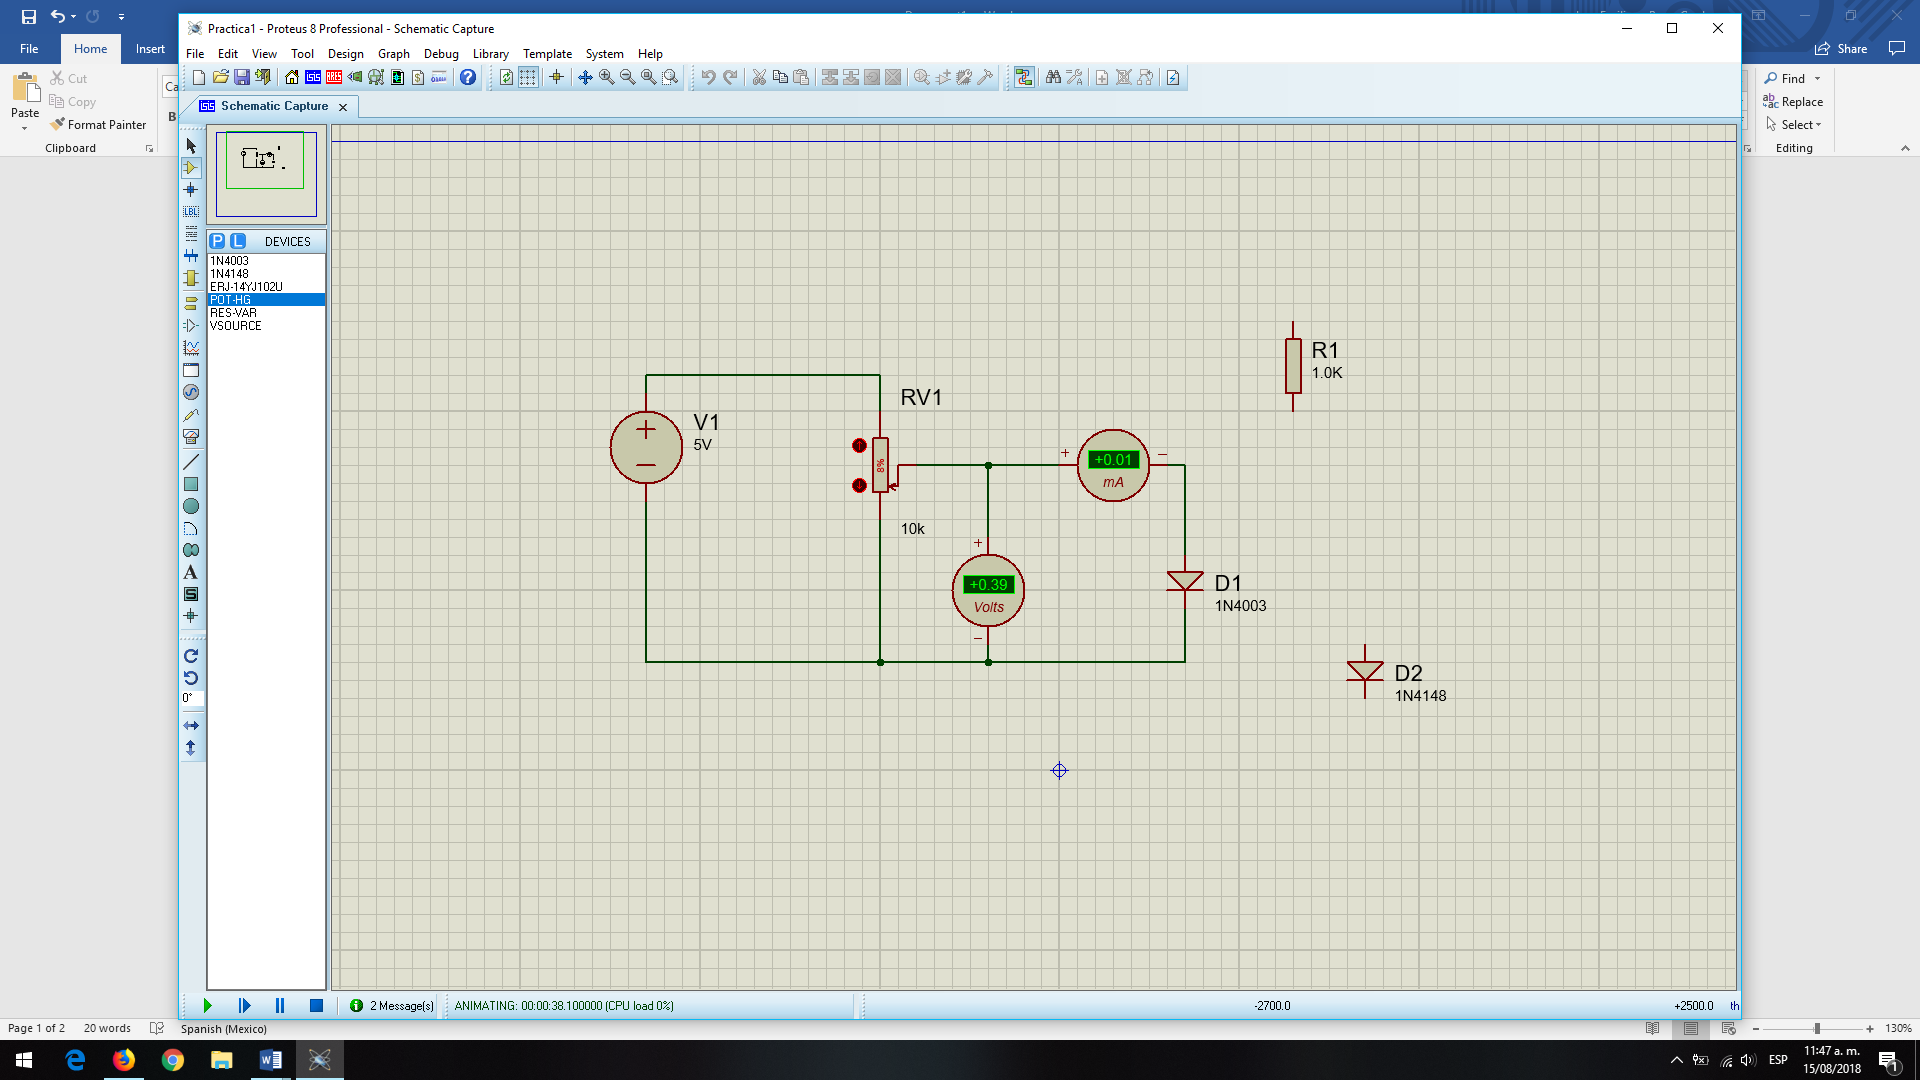 Practica1 - Proteus 8 Professional - Schematic Capture
File Home Insert
Share
File Edit View Tool Design Graph Debug Library Template System Help
Cut
Copy
Paste
Format Painter
Clipboard
Find
Replace
Select
Editing
Schematic Capture
P L DEVICES
1N4003
1N4148
ERJ-14YJ102U
POT-HG
RES-VAR
VSOURCE
LBL
A
S
0°
R1
1.0K
RV1
V1
5V
8%
10k
+0.01
mA
+0.39
Volts
D1
1N4003
D2
1N4148
2 Message(s)
ANIMATING: 00:00:38.100000 (CPU load 0%)
-2700.0
+2500.0
th
Page 1 of 2 20 words Spanish (Mexico)
130%
ESP
11:47 a. m.
15/08/2018
1